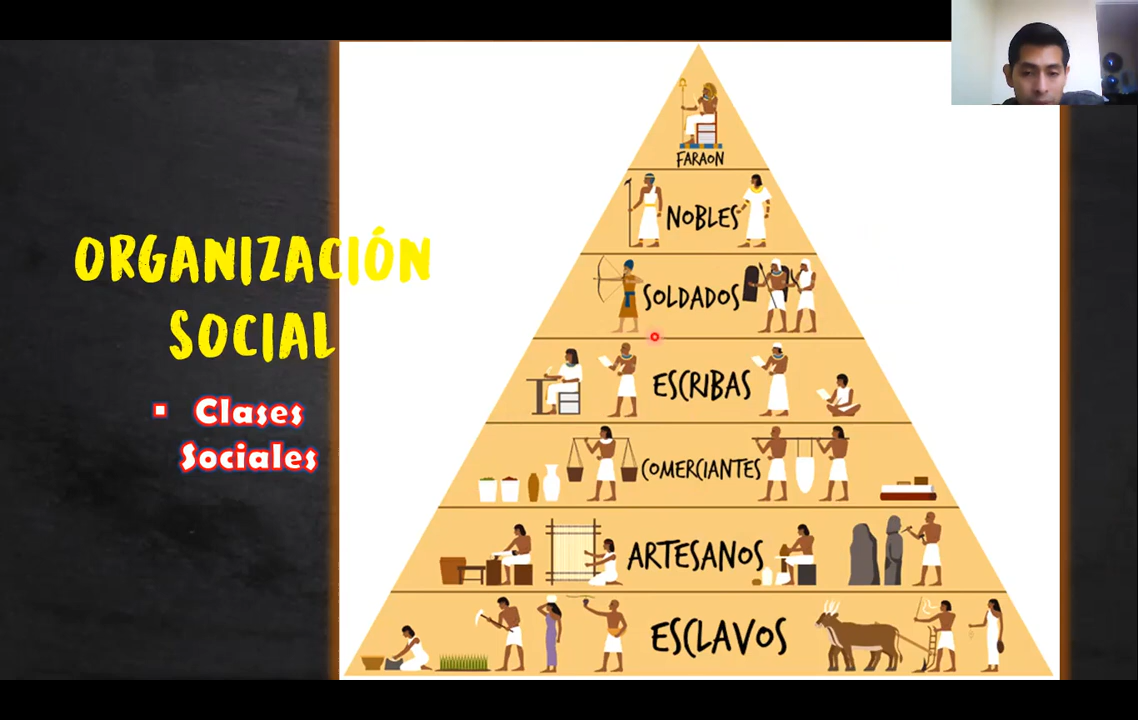 ORGANIZACIÓN
SOCIAL
▪ Clases
Sociales
FARAON
NOBLES
SOLDADOS
ESCRIBAS
COMERCIANTES
ARTESANOS
ESCLAVOS